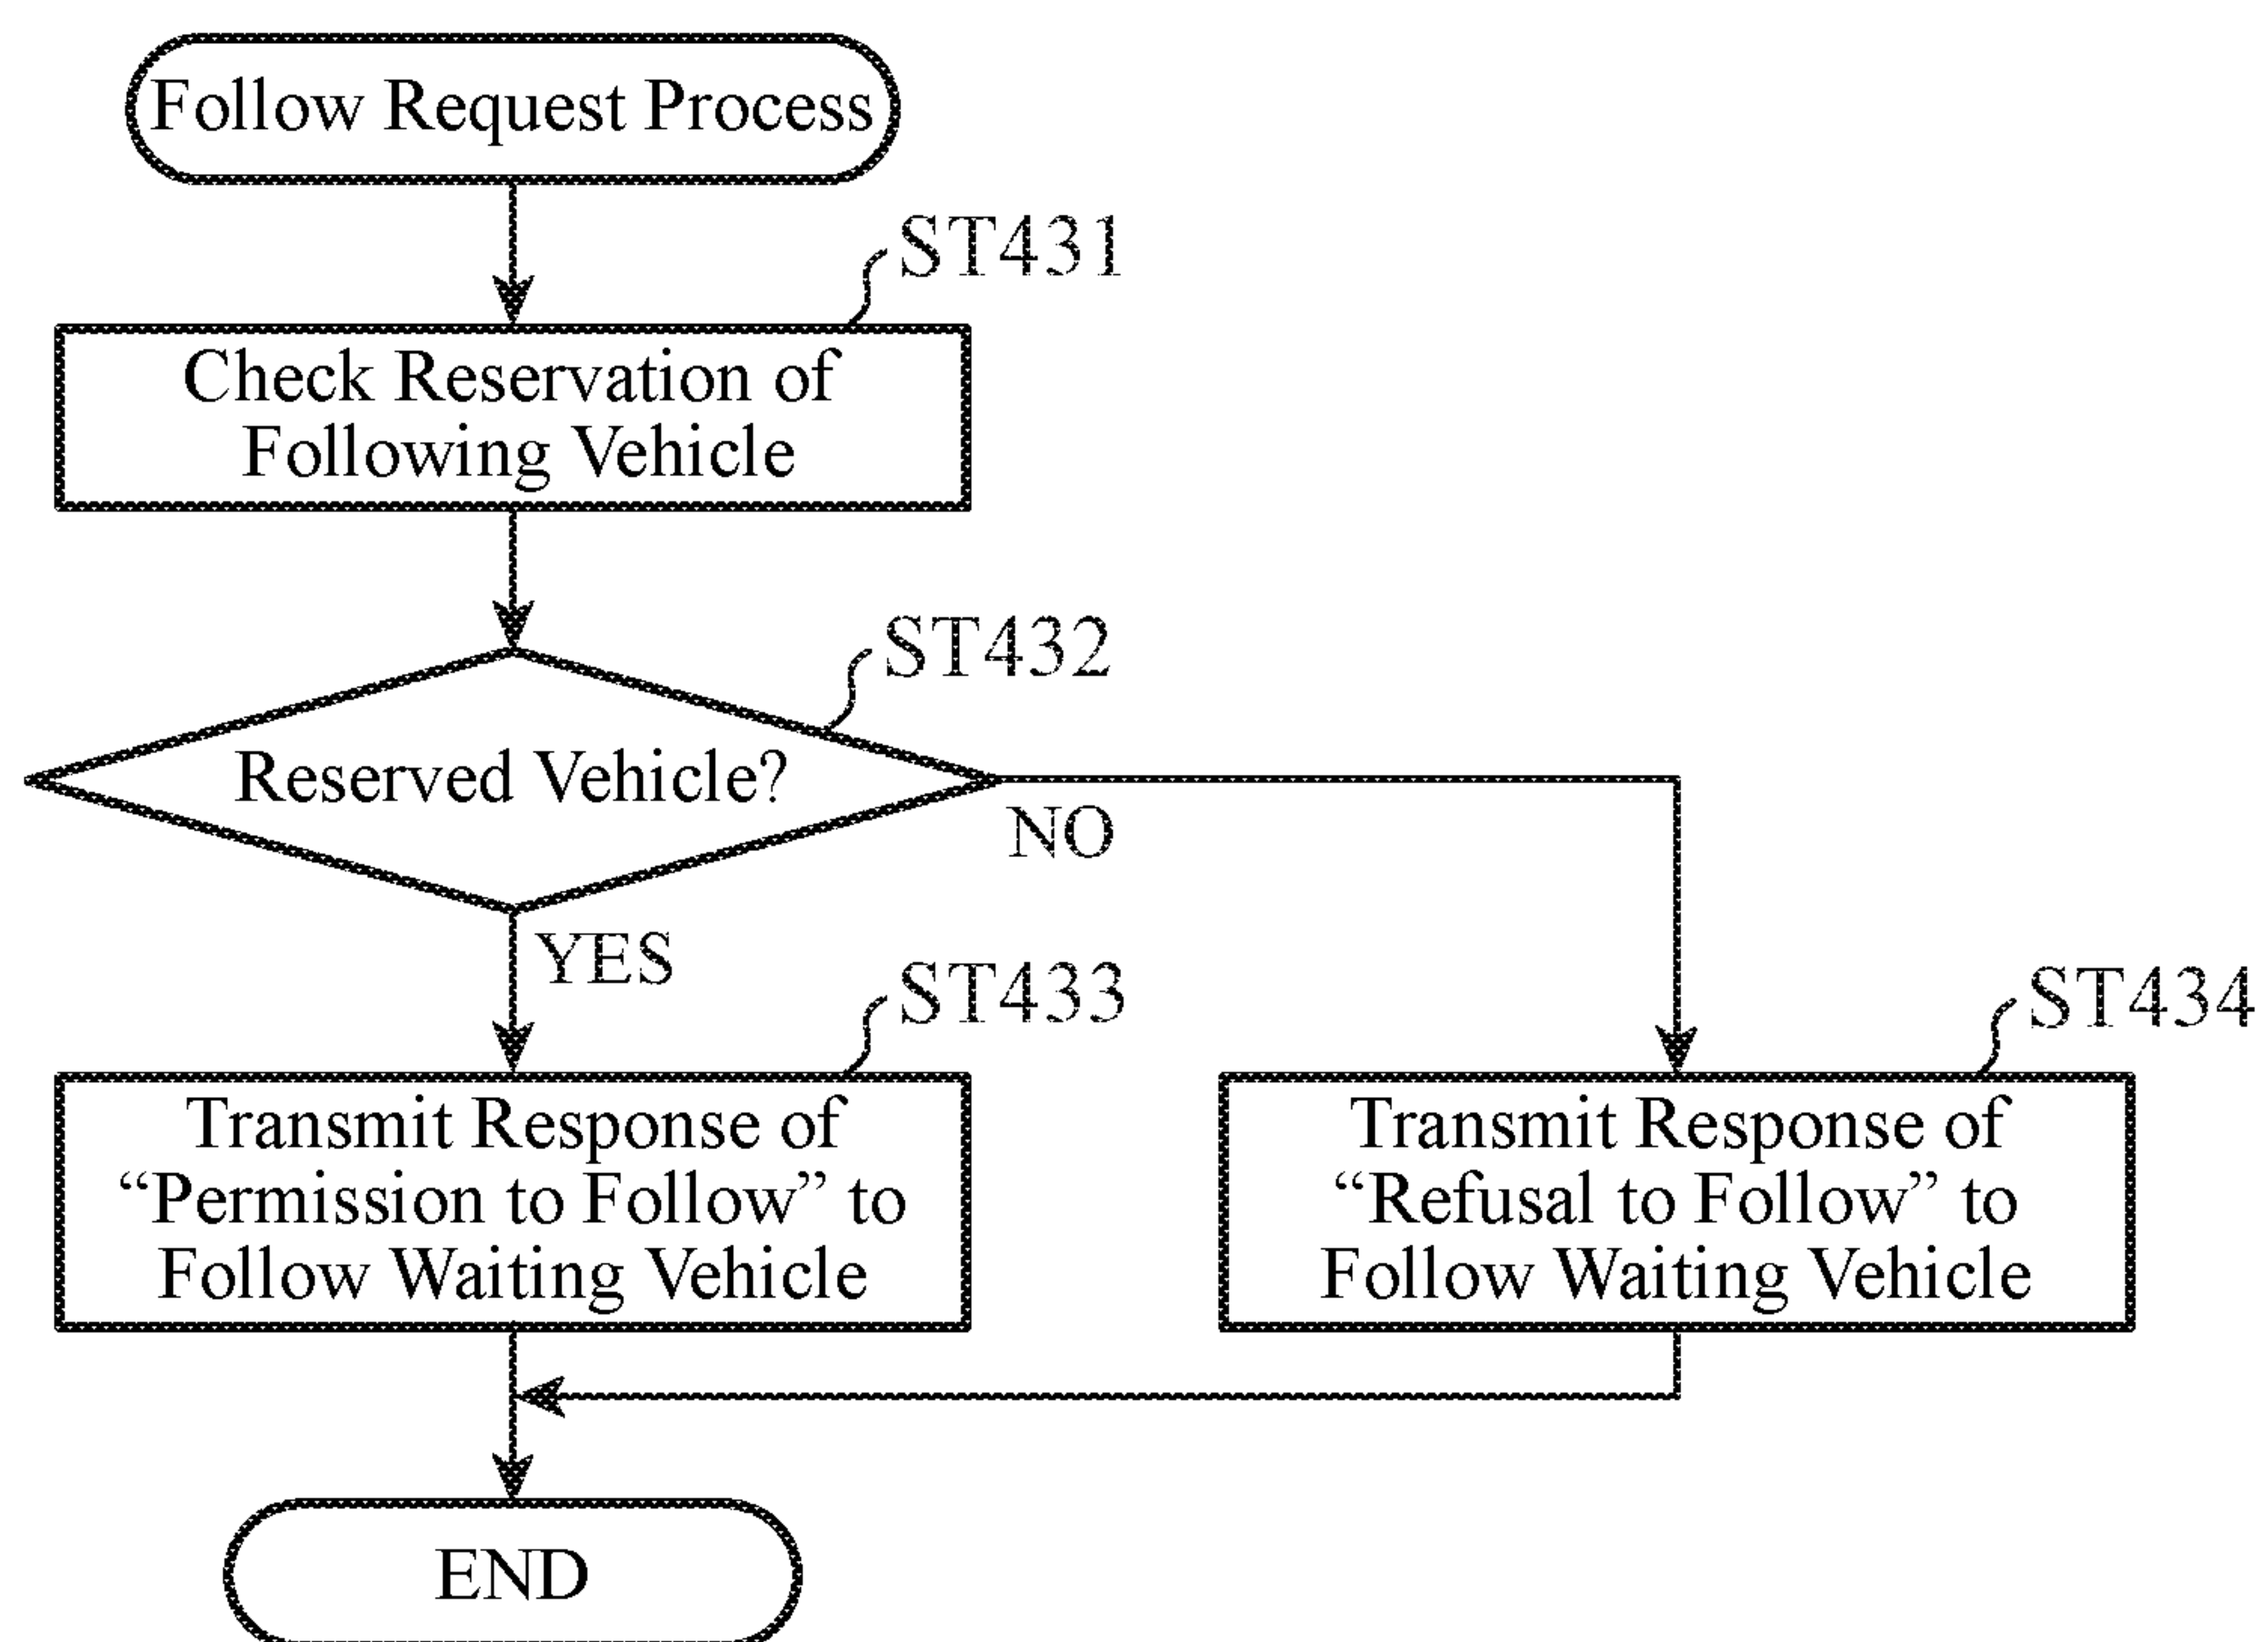 Follow Request Process
ST431
Check Reservation of
Following Vehicle
ST432
Reserved Vehicle?
NO
YES
ST433
ST434
Transmit Response of
“Permission to Follow” to
Follow Waiting Vehicle
Transmit Response of
“Refusal to Follow” to
Follow Waiting Vehicle
END